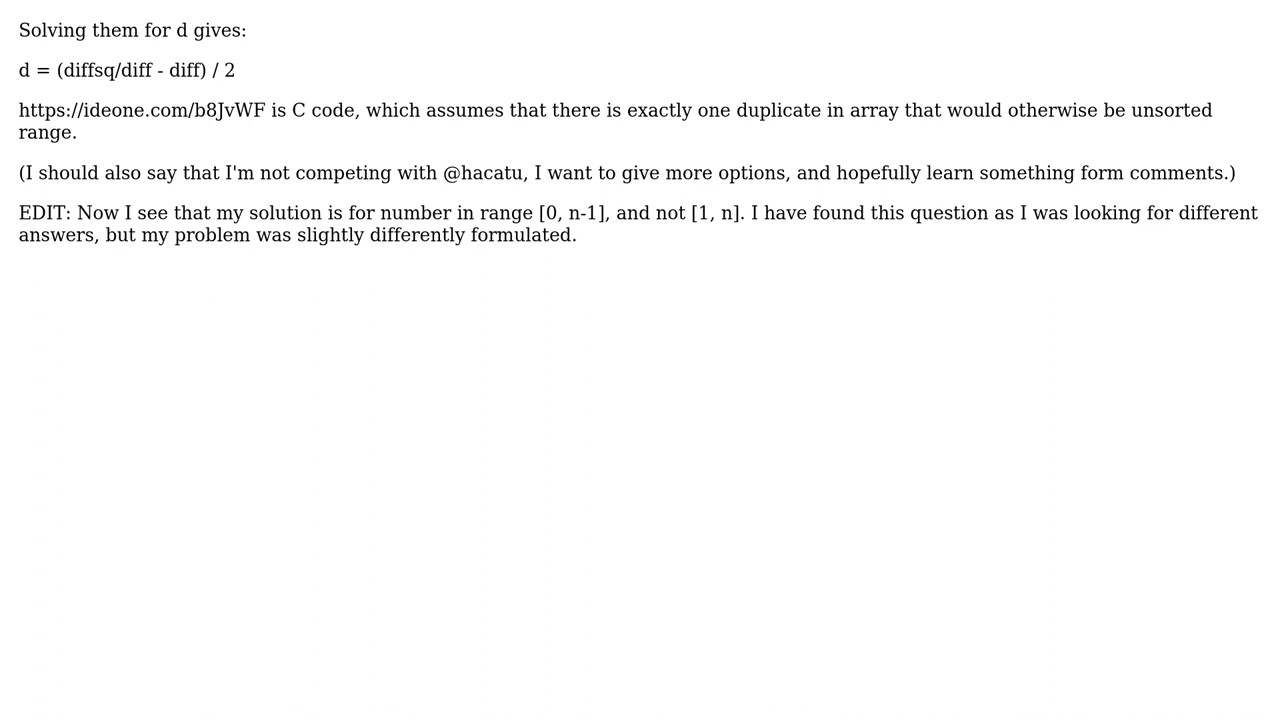 Solving them for d gives:
d = (diffsq/diff - diff) / 2
https://ideone.com/b8JvWF is C code, which assumes that there is exactly one duplicate in array that would otherwise be unsorted
range.
(I should also say that I'm not competing with @hacatu, I want to give more options, and hopefully learn something form comments.)
EDIT: Now I see that my solution is for number in range [0, n-1], and not [1, n]. I have found this question as I was looking for different
answers, but my problem was slightly differently formulated.